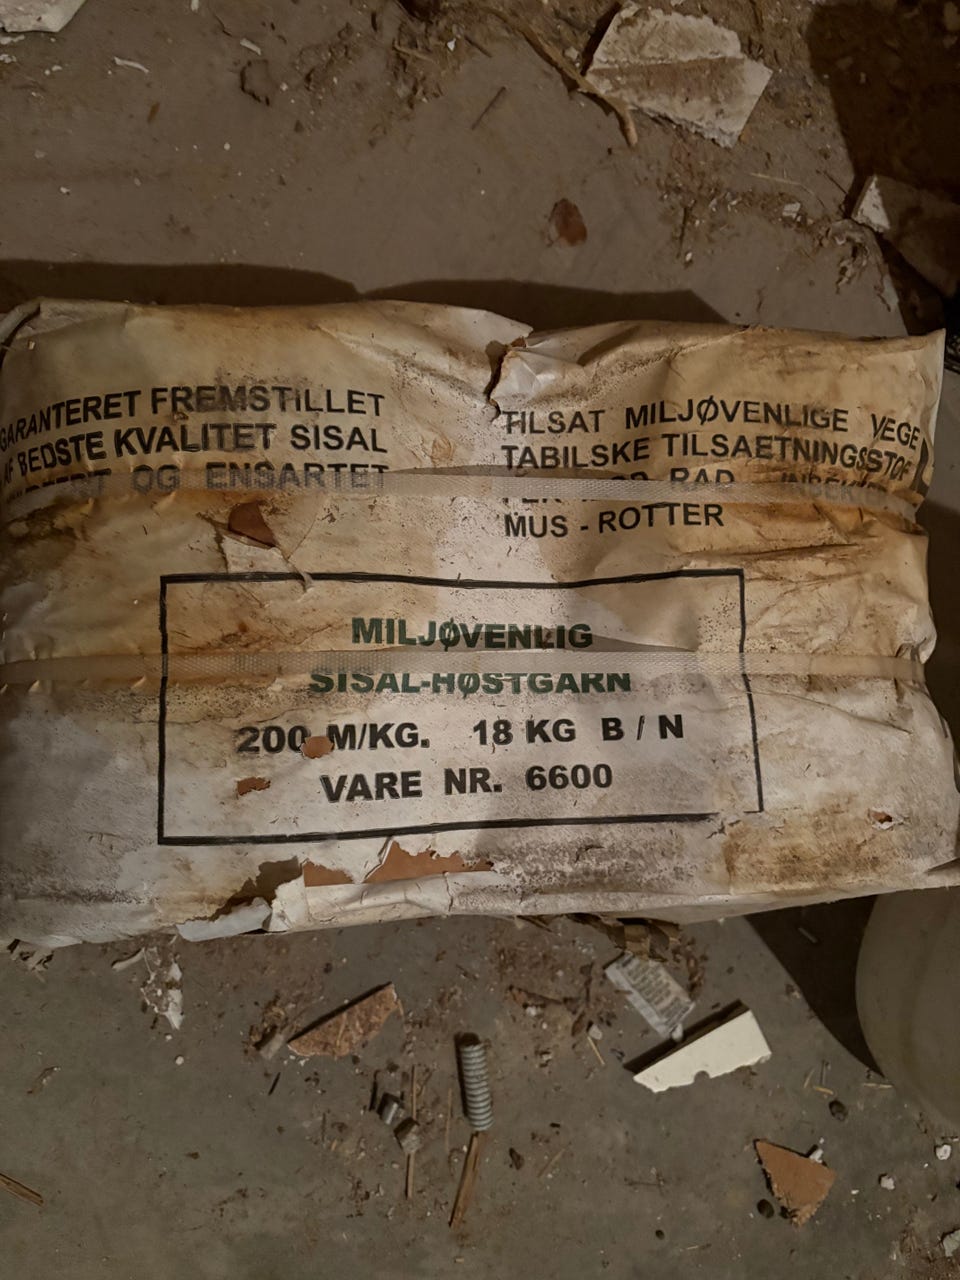 GARANTERET FREMSTILLET
AF BEDSTE KVALITET SISAL
OG ENSARTET
TILSAT MILJØVENLIGE VEGE
TABILSKE TILSAETNINGSSTOF
RAD
MUS - ROTTER
MILJØVENLIG
SISAL-HØSTGARN
200 M/KG. 18 KG B / N
VARE NR. 6600